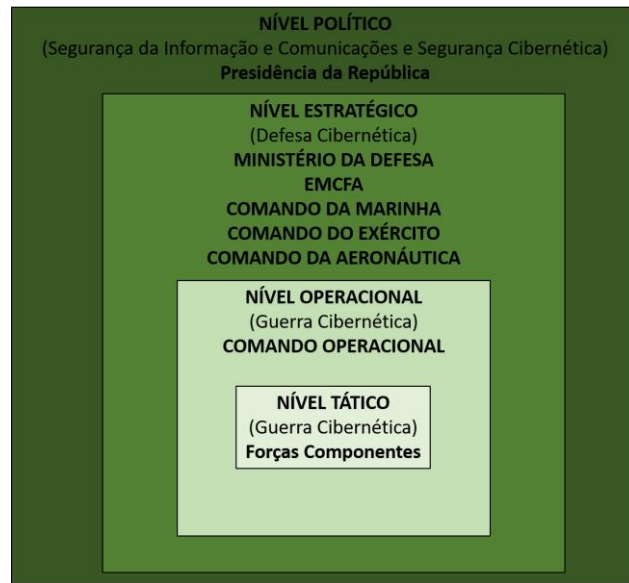 NÍVEL POLÍTICO
(Segurança da Informação e Comunicações e Segurança Cibernética)
Presidência da República
NÍVEL ESTRATÉGICO
(Defesa Cibernética)
MINISTÉRIO DA DEFESA
EMCFA
COMANDO DA MARINHA
COMANDO DO EXÉRCITO
COMANDO DA AERONÁUTICA
NÍVEL OPERACIONAL
(Guerra Cibernética)
COMANDO OPERACIONAL
NÍVEL TÁTICO
(Guerra Cibernética)
Forças Componentes